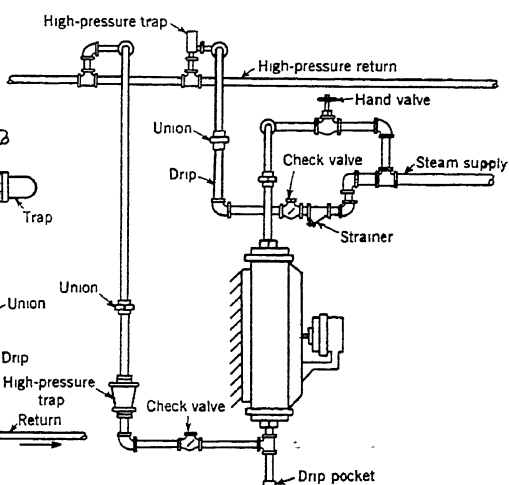 High-pressure trap
High-pressure return
Hand valve
Union
Check valve
Steam supply
Drip
Trap
Strainer
Union
Union
Drip
High-pressure
trap
Check valve
Return
Drip pocket